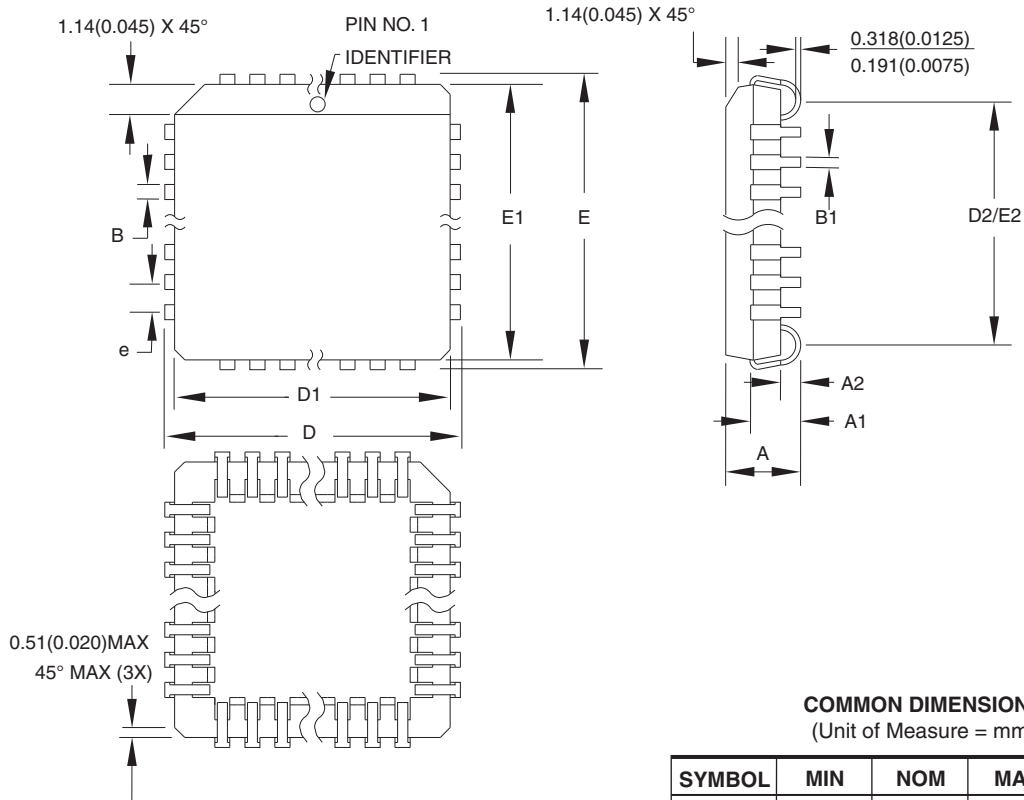 1.14(0.045) X 45°
PIN NO. 1
IDENTIFIER
1.14(0.045) X 45°
0.318(0.0125)
0.191(0.0075)
E1
E
B
e
D1
D
B1
D2/E2
A2
A1
A
0.51(0.020)MAX
45° MAX (3X)
COMMON DIMENSION
(Unit of Measure = mm
SYMBOL MIN NOM MA